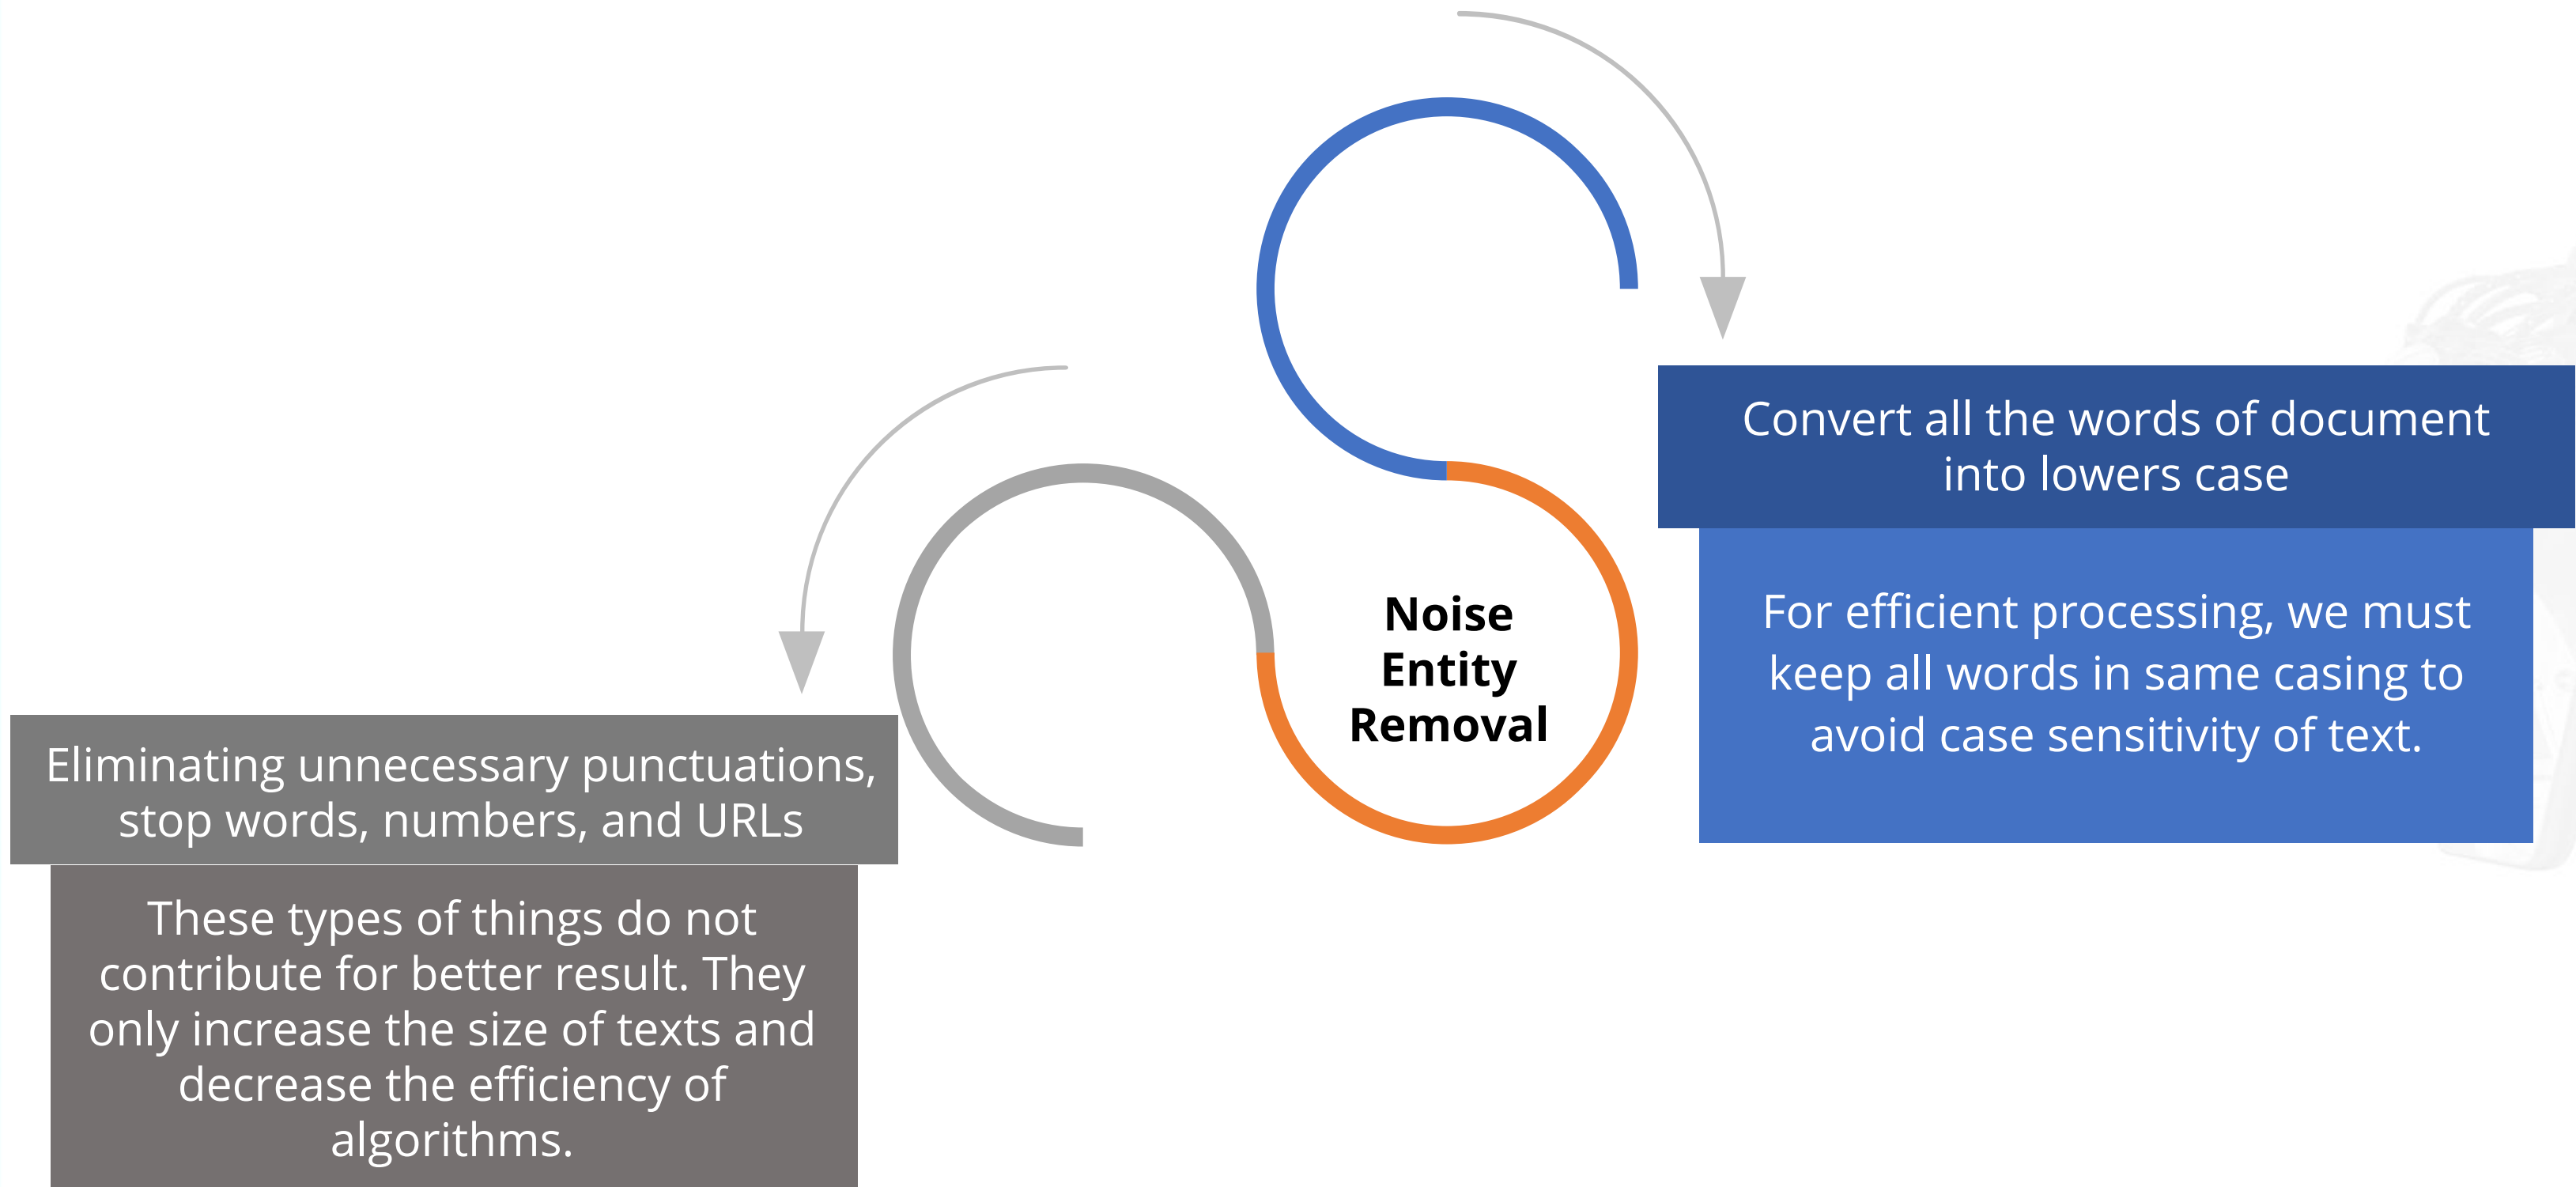 Noise
Entity
Removal
Convert all the words of document
into lowers case
For efficient processing, we must
keep all words in same casing to
avoid case sensitivity of text.
Eliminating unnecessary punctuations,
stop words, numbers, and URLs
These types of things do not
contribute for better result. They
only increase the size of texts and
decrease the efficiency of
algorithms.